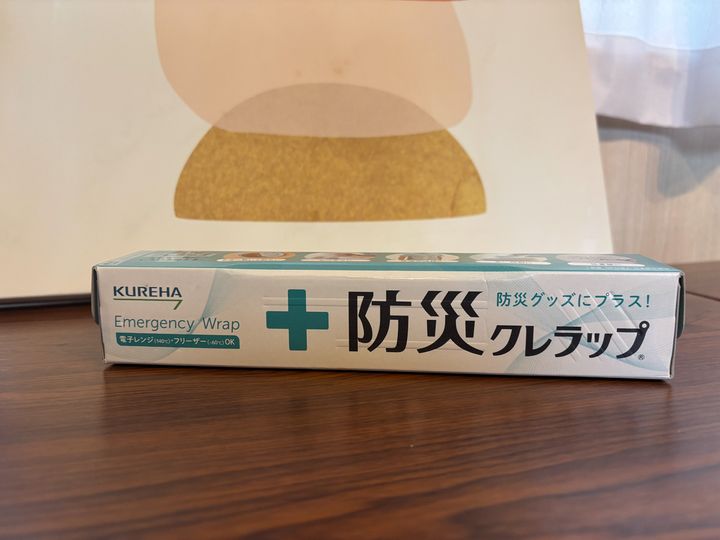 KUREHA
Emergency Wrap
電子レンジ(140℃)・フリーザー(-60℃)OK
防災
防災グッズにプラス!
クレラップ®